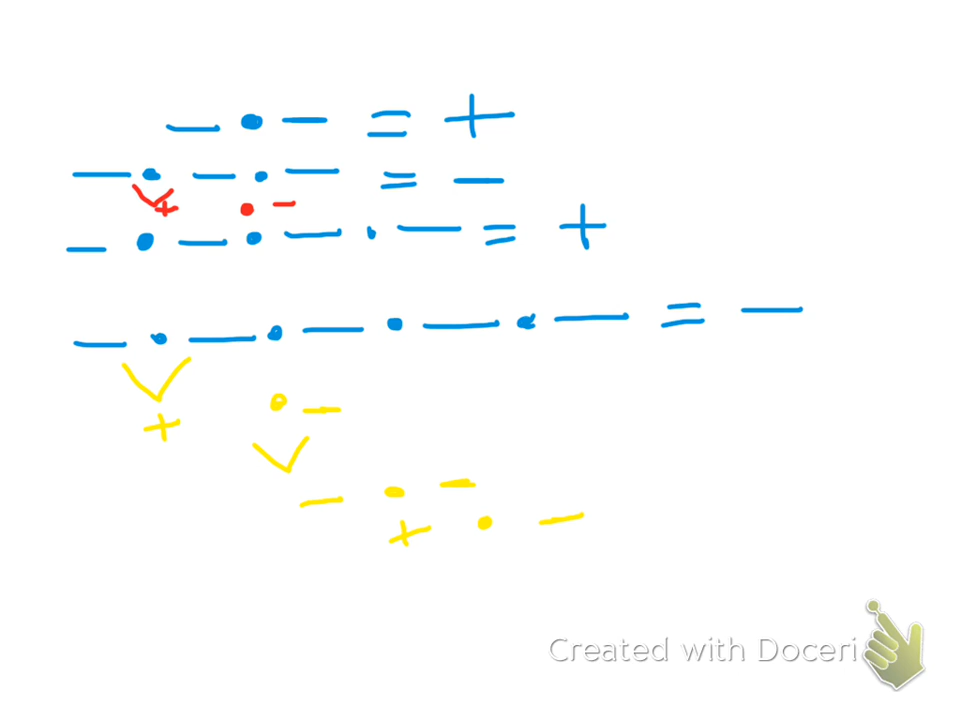 — • — = +
— • — • — = —
+ • —
— • — • — • — = +
— • — • — • — • — = —
+ • —
— • —
+ • —
Created with Doceri